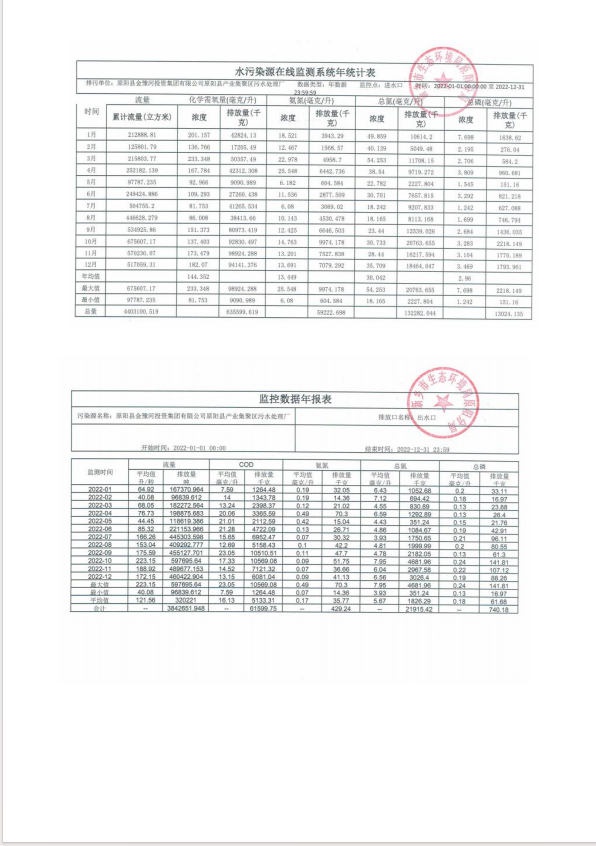 水污染源在线监测系统年统计表
排污单位:原阳县金豫河投资集团有限公司原阳县产业集聚区污水处理厂 数据类型:年数据 监控点:进水口 时间:2022-01-01 00:00:00 至 2022-12-31
23:59:59
时间 流量 化学需氧量(毫克/升) 氨氮(毫克/升) 总氮(毫克/升) 总磷(毫克/升)
累计流量(立方米) 浓度 排放量(千克) 浓度 排放量(千克) 浓度 排放量(千克) 浓度 排放量(千克)
1月 212888.81 201.157 42824.13 18.521 3943.29 49.859 10614.2 7.698 1638.62
2月 125801.79 136.766 17205.49 12.467 1568.57 40.139 5049.48 2.195 276.04
3月 215803.77 233.348 50357.49 22.978 4958.7 54.253 11708.15 2.706 584.2
4月 252182.139 167.784 42312.308 25.548 6442.736 38.54 9719.272 3.809 960.681
5月 97787.235 92.966 9090.989 6.182 604.584 22.782 2227.804 1.545 151.16
6月 249424.886 109.293 27260.438 11.536 2877.509 30.701 7657.815 3.292 821.218
7月 504755.2 81.753 41265.534 6.08 3069.02 18.242 9207.833 1.242 627.088
8月 446628.279 86.008 38413.66 10.143 4530.478 18.165 8113.168 1.699 746.794
9月 534925.86 151.373 80973.419 12.425 6646.503 23.44 12539.026 2.684 1436.035
10月 675607.17 137.403 92830.497 14.763 9974.178 30.733 20763.655 3.283 2218.149
11月 570236.07 173.479 98924.288 13.201 7527.838 28.44 16217.594 3.104 1770.189
12月 517059.31 182.07 94141.376 13.691 7079.292 35.709 18464.047 3.469 1793.961
年均值 144.352 13.449 30.042 2.96
最大值 675607.17 233.348 98924.288 25.548 9974.178 54.253 20763.655 7.698 2218.149
最小值 97787.235 81.753 9090.989 6.08 604.584 18.165 2227.804 1.242 151.16
总量 4403100.519 635599.619 59222.698 132282.044 13024.135
监控数据年报表
污染源名称:原阳县金豫河投资集团有限公司原阳县产业集聚区污水处理厂 排放口名称:出水口
开始时间:2022-01-01 00:00 结束时间:2022-12-31 23:59
监测时间 流量 COD 氨氮 总氮 总磷
平均值 排放量 平均值 排放量 平均值 排放量 平均值 排放量 平均值 排放量
升/秒 吨 毫克/升 千克 毫克/升 千克 毫克/升 千克 毫克/升 千克
2022-01 64.92 167370.964 7.59 1264.48 0.19 32.05 6.43 1052.68 0.2 33.11
2022-02 40.08 96839.612 14 1343.78 0.19 14.36 7.12 694.42 0.18 16.97
2022-03 68.05 182272.564 13.24 2398.37 0.12 21.02 4.55 830.89 0.13 23.88
2022-04 76.73 198875.683 20.06 3365.59 0.49 70.3 6.59 1292.89 0.13 26.4
2022-05 44.45 118619.386 21.01 2112.59 0.42 15.04 4.43 351.24 0.15 21.76
2022-06 85.32 221153.966 21.28 4722.09 0.13 26.71 4.86 1084.67 0.19 42.91
2022-07 166.26 445303.598 15.65 6952.47 0.07 30.32 3.93 1750.65 0.21 96.11
2022-08 153.04 409292.777 12.69 5158.43 0.1 42.2 4.81 1999.99 0.2 80.55
2022-09 175.59 455127.701 23.05 10510.51 0.11 47.7 4.78 2182.05 0.13 61.3
2022-10 223.15 597695.64 17.33 10569.08 0.09 51.75 7.95 4681.96 0.24 141.81
2022-11 188.92 489677.153 14.52 7121.32 0.07 36.66 6.04 2967.58 0.22 107.12
2022-12 172.15 460422.904 13.15 6081.04 0.09 41.13 6.56 3026.4 0.19 88.26
最大值 223.15 597695.64 23.05 10569.08 0.49 70.3 7.95 4681.96 0.24 141.81
最小值 40.08 96839.612 7.59 1264.48 0.07 14.36 3.93 351.24 0.13 16.97
平均值 121.56 320221 16.13 5133.31 0.17 35.77 5.67 1826.29 0.18 61.68
合计 -- 3842651.948 -- 61599.75 -- 429.24 -- 21915.42 -- 740.18